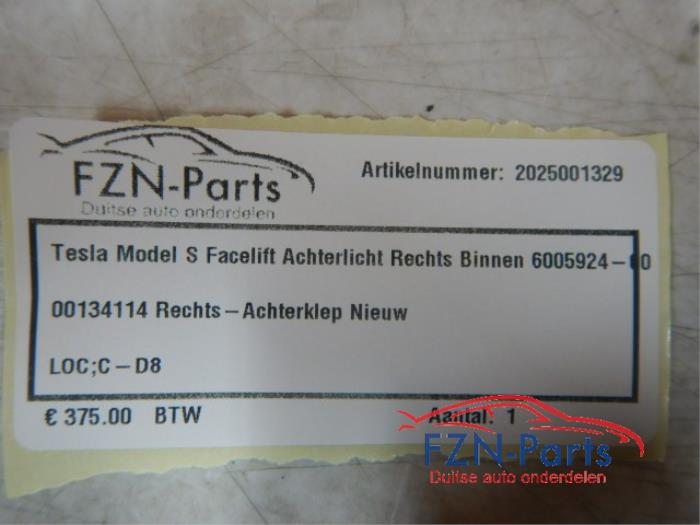 FZN-Parts
Duitse auto onderdelen
Artikelnummer: 2025001329
Tesla Model S Facelift Achterlicht Rechts Binnen 6005924-00
00134114 Rechts-Achterklep Nieuw
LOC;C-D8
€ 375.00 BTW
Aantal: 1
FZN-Parts
Duitse auto onderdelen